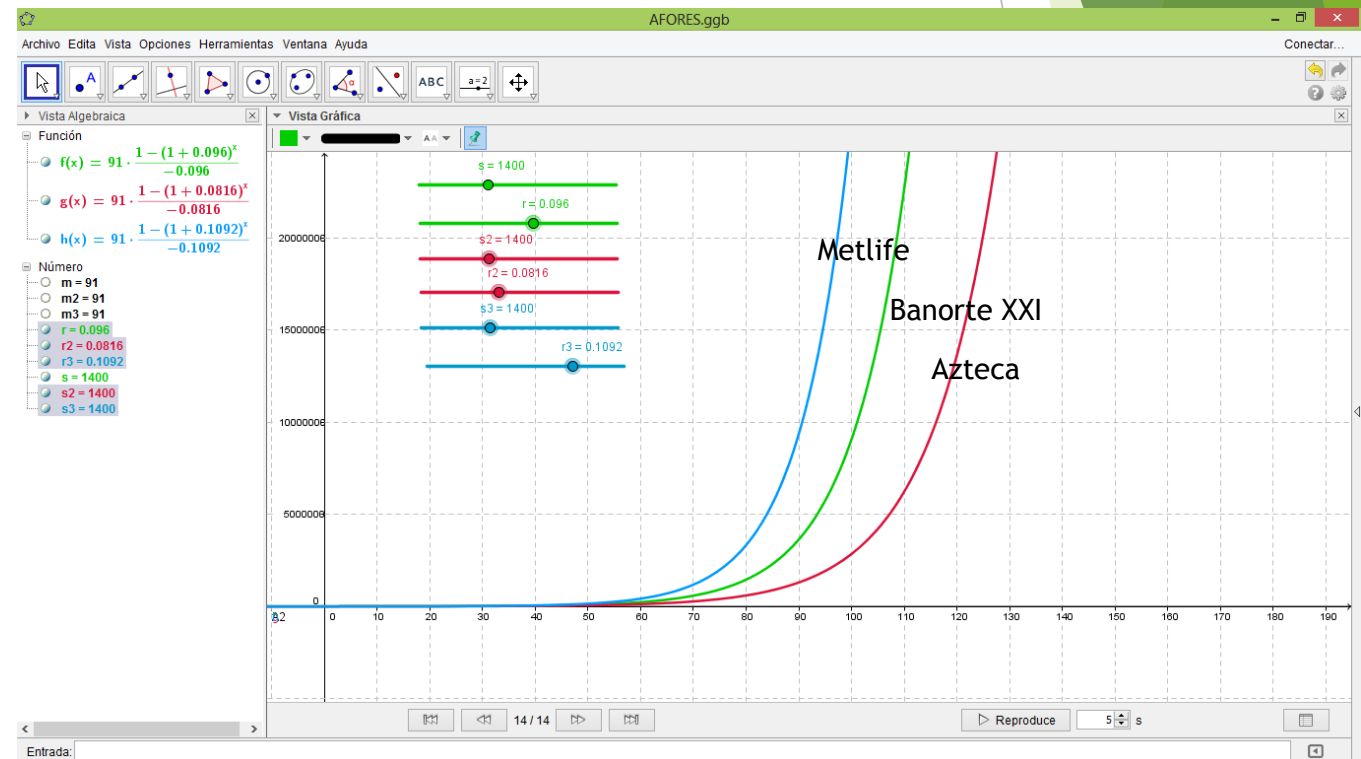 AFORES.ggb
Archivo Edita Vista Opciones Herramientas Ventana Ayuda
Conectar...
A
α
ABC
a=2
Vista Algebraica
Función
f(x) = 91 · (1 − (1 + 0.096)^x) / (−0.096)
g(x) = 91 · (1 − (1 + 0.0816)^x) / (−0.0816)
h(x) = 91 · (1 − (1 + 0.1092)^x) / (−0.1092)
Número
m = 91
m2 = 91
m3 = 91
r = 0.096
r2 = 0.0816
r3 = 0.1092
s = 1400
s2 = 1400
s3 = 1400
Vista Gráfica
AA
s = 1400
r = 0.096
s2 = 1400
r2 = 0.0816
s3 = 1400
r3 = 0.1092
Metlife
Banorte XXI
Azteca
5000000
0
0 10 20 30 40 50 60 70 80 90 100 110 120 130 140 150 160 170 180 190
14 / 14
Reproduce
5 s
Entrada: